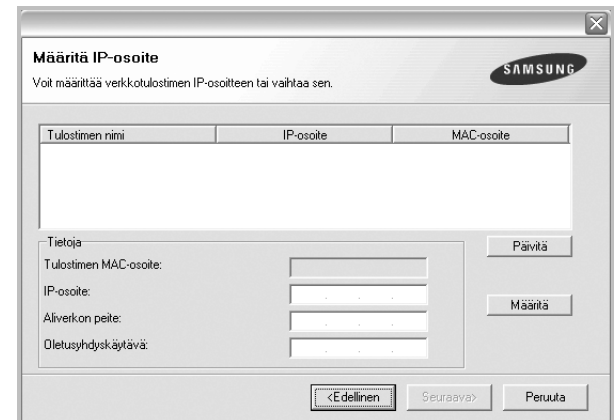 Määritä IP-osoite
Voit määrittää verkkotulostimen IP-osoitteen tai vaihtaa sen.
SAMSUNG
Tulostimen nimi IP-osoite MAC-osoite
Tietoja
Päivitä
Tulostimen MAC-osoite:
IP-osoite:
Määritä
Aliverkon peite:
Oletusyhdyskäytävä:
<Edellinen Seuraava> Peruuta